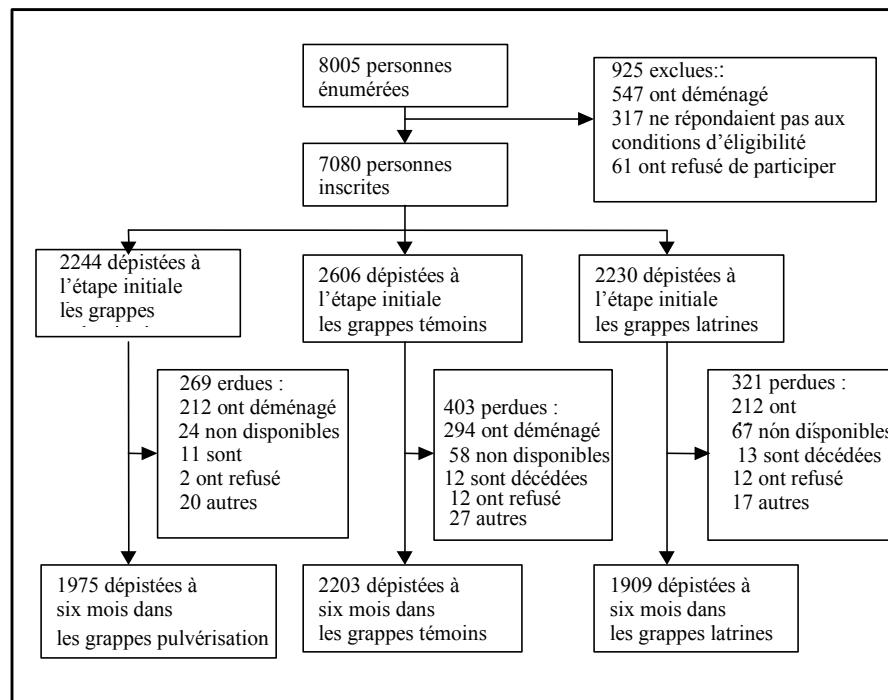 8005 personnes
énumérées
925 exclues::
547 ont déménagé
317 ne répondaient pas aux
conditions d'éligibilité
61 ont refusé de participer
7080 personnes
inscrites
2244 dépistées à
l'étape initiale
les grappes
2606 dépistées à
l'étape initiale
les grappes témoins
2230 dépistées à
l'étape initiale
les grappes latrines
269 erdues :
212 ont déménagé
24 non disponibles
11 sont
2 ont refusé
20 autres
403 perdues :
294 ont déménagé
58 non disponibles
12 sont décédées
12 ont refusé
27 autres
321 perdues :
212 ont
67 non disponibles
13 sont décédées
12 ont refusé
17 autres
1975 dépistées à
six mois dans
les grappes pulvérisation
2203 dépistées à
six mois dans
les grappes témoins
1909 dépistées à
six mois dans
les grappes latrines